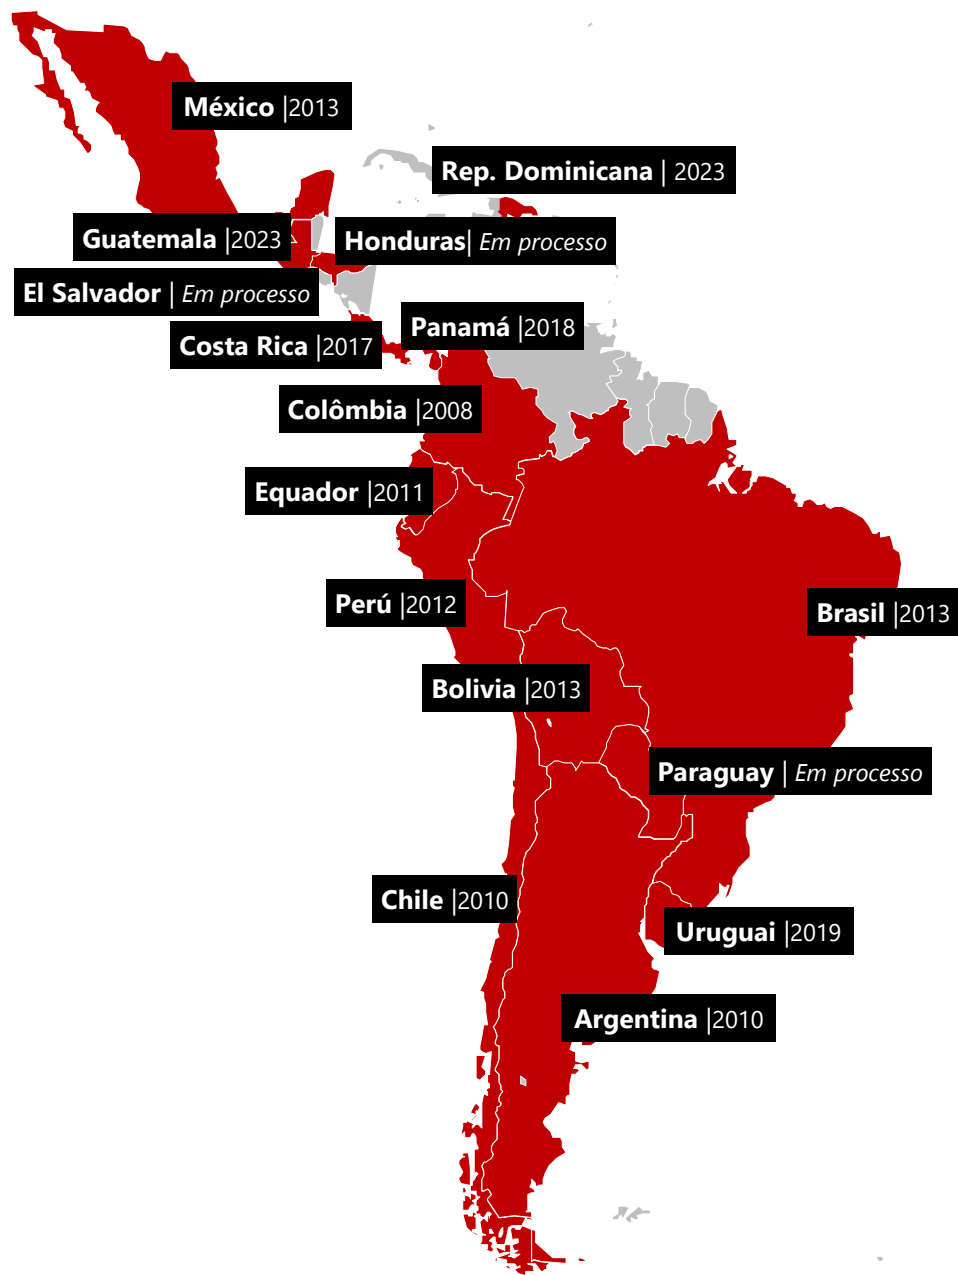 México |2013
Rep. Dominicana | 2023
Guatemala |2023
Honduras| Em processo
El Salvador | Em processo
Panamá |2018
Costa Rica |2017
Colômbia |2008
Equador |2011
Perú |2012
Brasil |2013
Bolivia |2013
Paraguay | Em processo
Chile |2010
Uruguai |2019
Argentina |2010